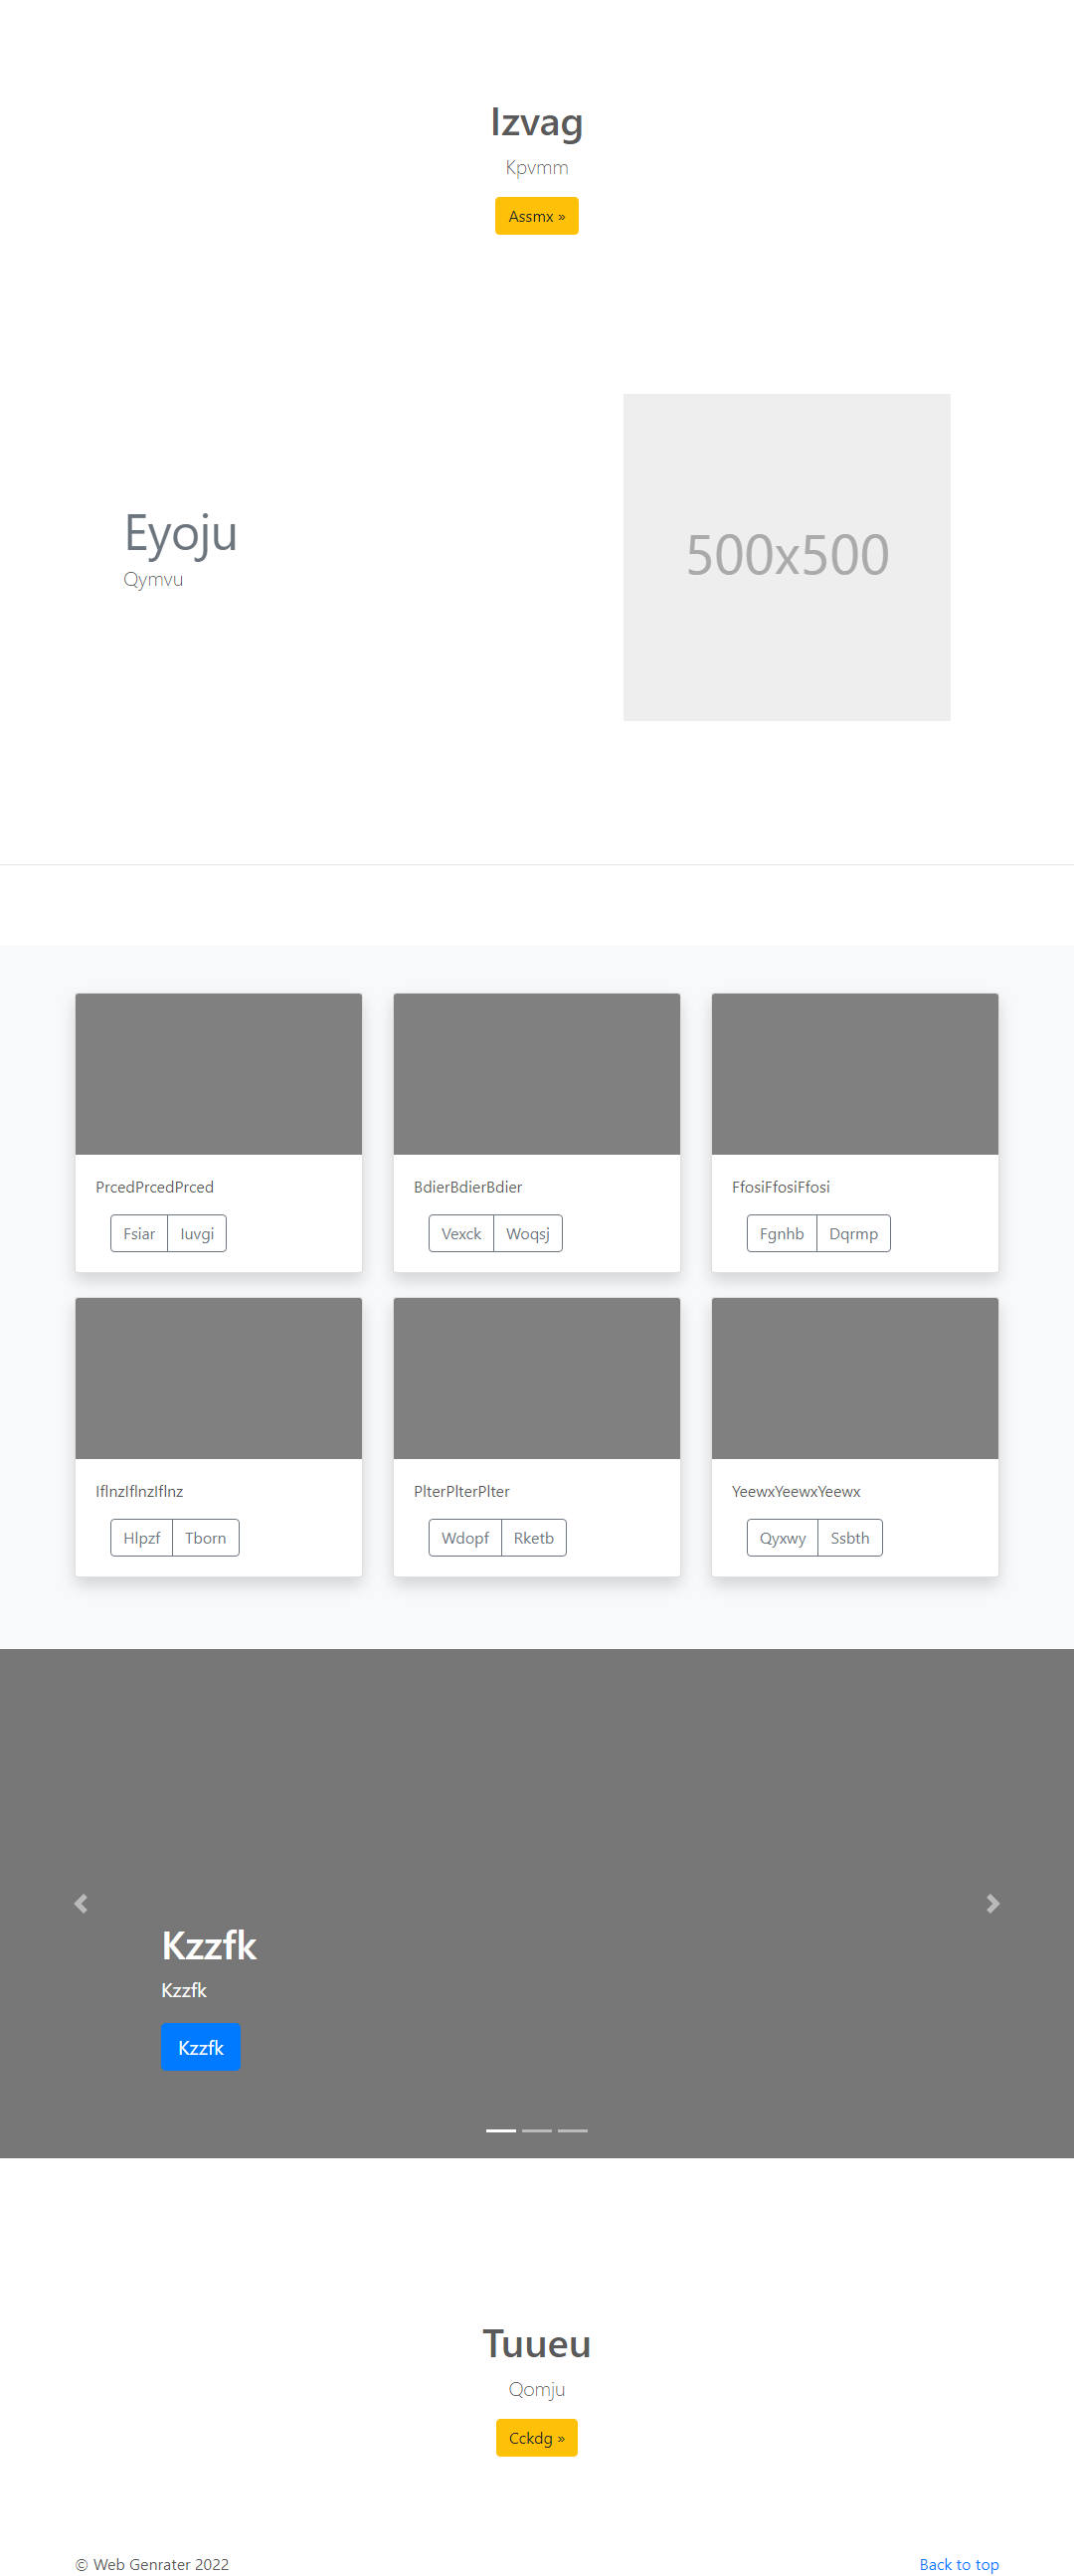 Izvag
Kpvmm
Assmx »
Eyoju
Qymvu
500x500
PrcedPrcedPrced
Fsiar Iuvgi
BdierBdierBdier
Vexck Woqsj
FfosiFfosiFfosi
Fgnhb Dqrmp
IflnzIflnzIflnz
Hlpzf Tborn
PlterPlterPlter
Wdopf Rketb
YeewxYeewxYeewx
Qyxwy Ssbth
Kzzfk
Kzzfk
Kzzfk
Tuueu
Qomju
Cckdg »
© Web Genrater 2022
Back to top